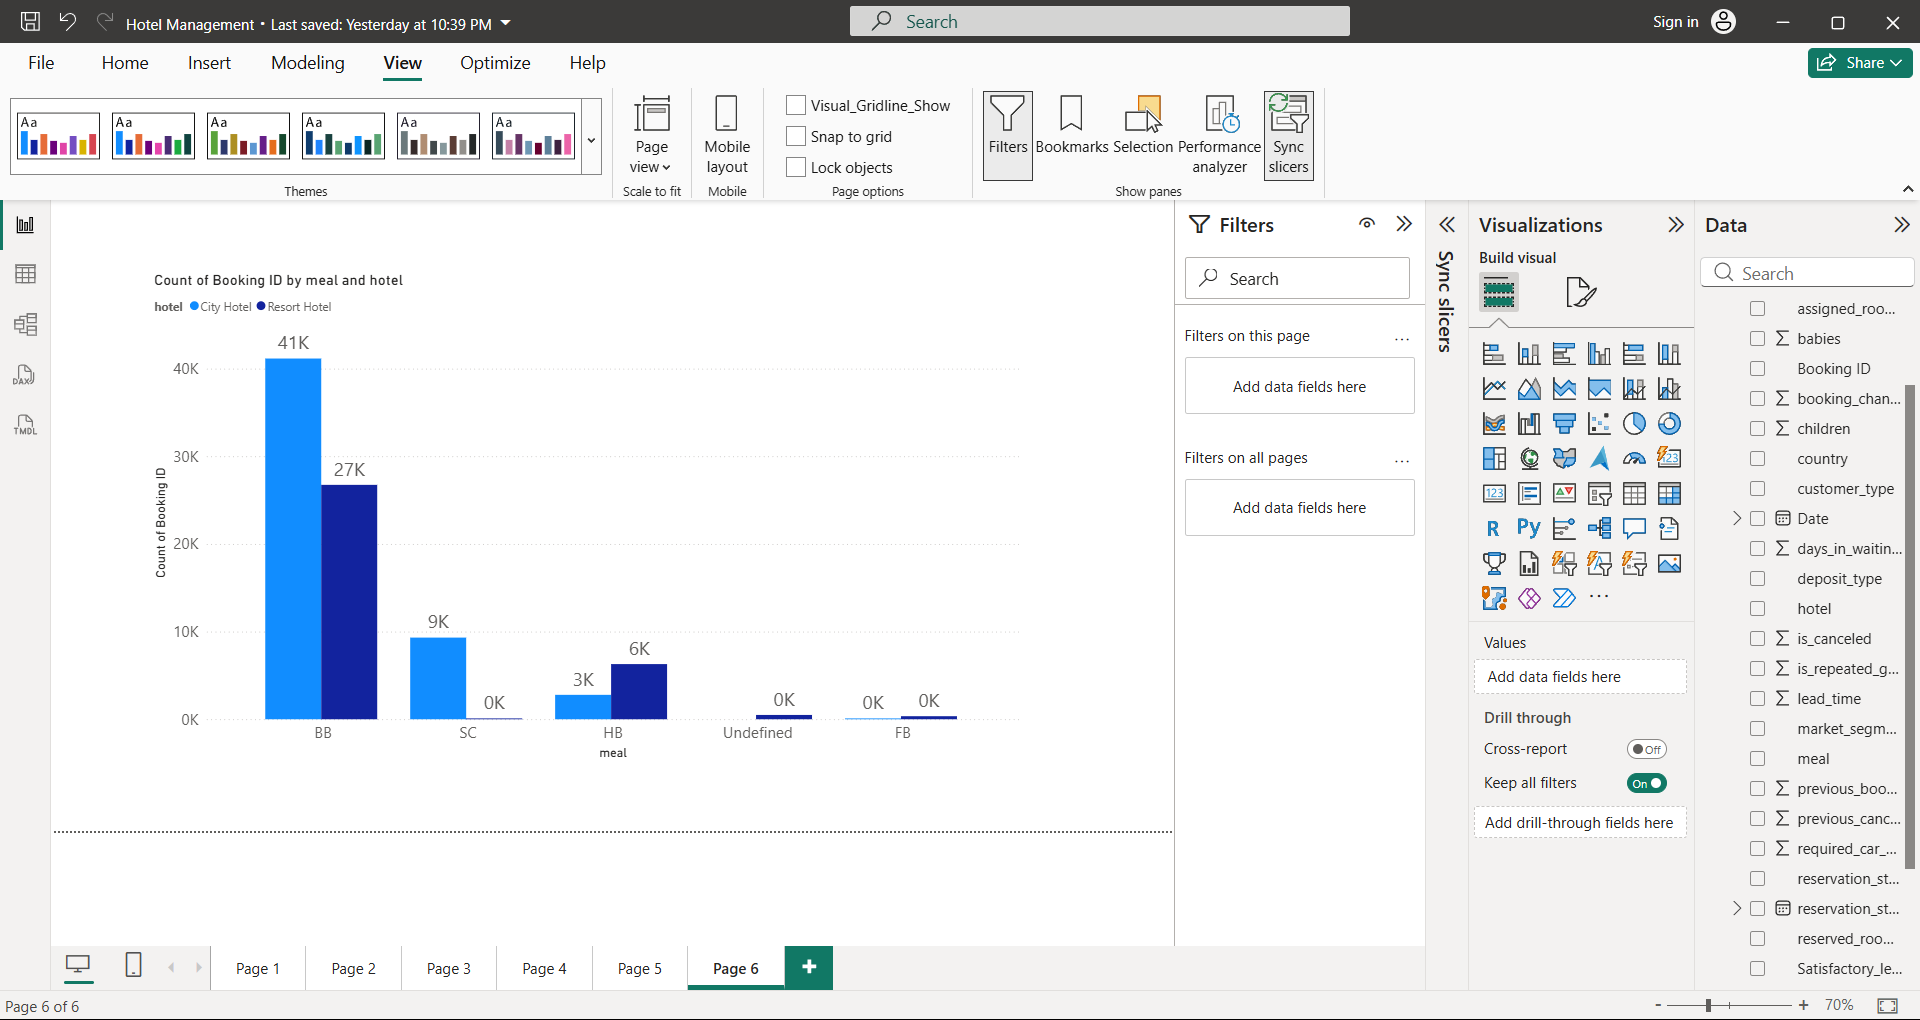 Hotel Management • Last saved: Yesterday at 10:39 PM
Search
Sign in
File Home Insert Modeling View Optimize Help
Share
Aa Aa Aa Aa Aa Aa
Themes
Page view
Scale to fit
Mobile layout
Mobile
Visual_Gridline_Show
Snap to grid
Lock objects
Page options
Filters
Bookmarks
Selection
Performance analyzer
Sync slicers
Show panes
DAX
TMDL
Count of Booking ID by meal and hotel
hotel City Hotel Resort Hotel
Count of Booking ID
40K
30K
20K
10K
0K
41K
27K
9K
0K
3K
6K
0K
0K
0K
BB SC HB Undefined FB
meal
Filters
Search
Filters on this page ...
Add data fields here
Filters on all pages ...
Add data fields here
Sync slicers
Visualizations
Build visual
123
123
R
Py
...
Values
Add data fields here
Drill through
Cross-report Off
Keep all filters On
Add drill-through fields here
Data
Search
assigned_roo...
babies
Booking ID
booking_chan...
children
country
customer_type
Date
days_in_waitin...
deposit_type
hotel
is_canceled
is_repeated_g...
lead_time
market_segm...
meal
previous_boo...
previous_canc...
required_car_...
reservation_st...
reservation_st...
reserved_roo...
Satisfactory_le...
Page 1 Page 2 Page 3 Page 4 Page 5 Page 6 +
Page 6 of 6
- + 70%